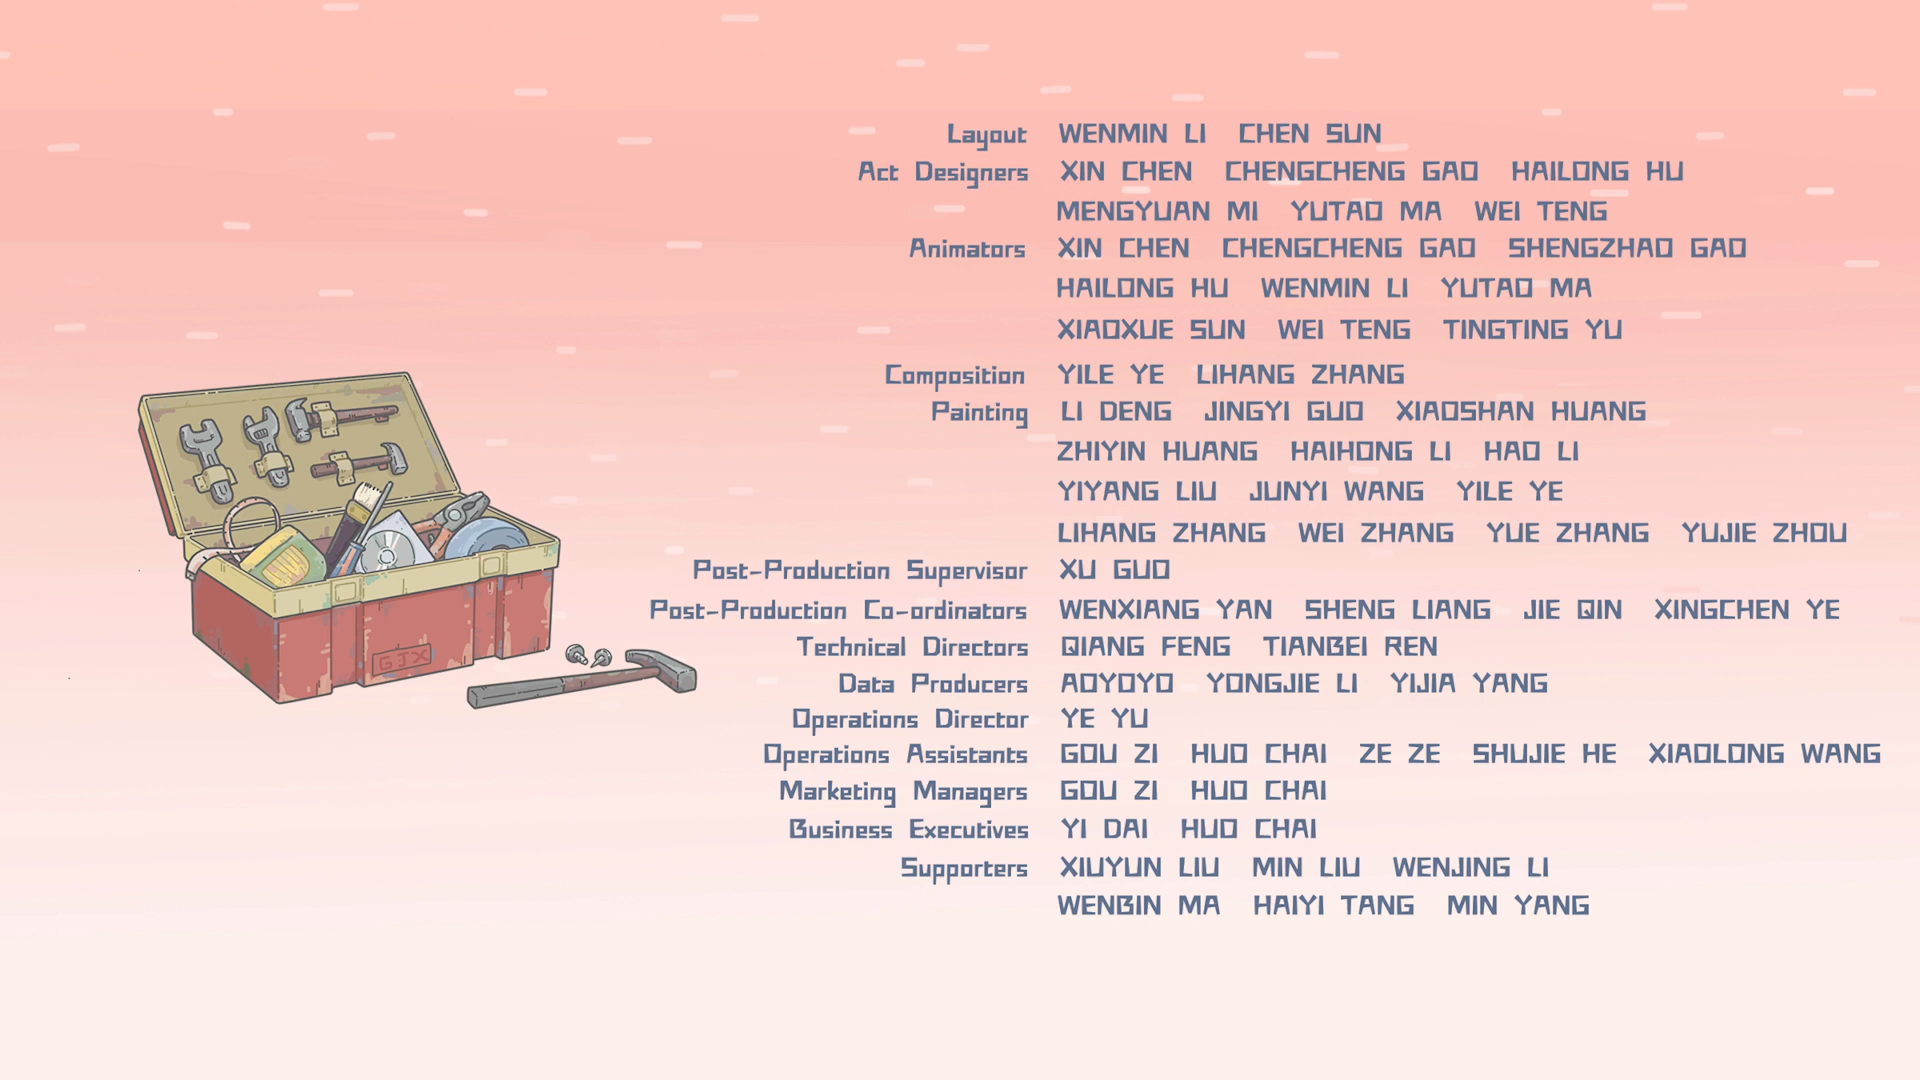 Layout WENMIN LI CHEN SUN
Act Designers XIN CHEN CHENGCHENG GAO HAILONG HU
MENGYUAN MI YUTAO MA WEI TENG
Animators XIN CHEN CHENGCHENG GAO SHENGZHAO GAO
HAILONG HU WENMIN LI YUTAO MA
XIAOXUE SUN WEI TENG TINGTING YU
Composition YILE YE LIHANG ZHANG
Painting LI DENG JINGYI GUO XIAOSHAN HUANG
ZHIYIN HUANG HAIHONG LI HAO LI
YIYANG LIU JUNYI WANG YILE YE
LIHANG ZHANG WEI ZHANG YUE ZHANG YUJIE ZHOU
Post-Production Supervisor XU GUO
Post-Production Co-ordinators WENXIANG YAN SHENG LIANG JIE QIN XINGCHEN YE
Technical Directors QIANG FENG TIANBEI REN
Data Producers AOYOYO YONGJIE LI YIJIA YANG
Operations Director YE YU
Operations Assistants GOU ZI HUO CHAI ZE ZE SHUJIE HE XIAOLONG WANG
Marketing Managers GOU ZI HUO CHAI
Business Executives YI DAI HUO CHAI
Supporters XIUYUN LIU MIN LIU WENJING LI
WENBIN MA HAIYI TANG MIN YANG
GJX